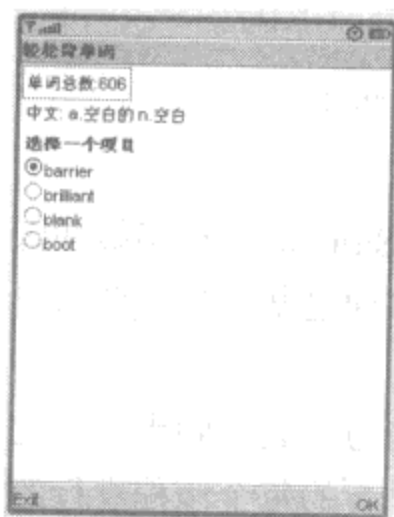 轻松背单词
单词总数:606
中文: a.空白的 n.空白
选择一个项目
barrier
brilliant
blank
boot
Exit
OK